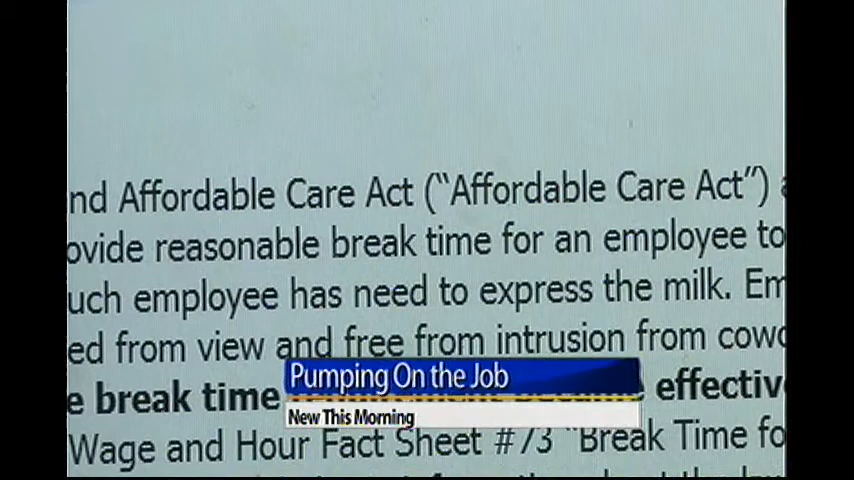 nd Affordable Care Act ("Affordable Care Act")
ovide reasonable break time for an employee to
uch employee has need to express the milk. Em
ed from view and free from intrusion from cowo
e break time effectiv
Pumping On the Job
New This Morning
Wage and Hour Fact Sheet #73 "Break Time fo